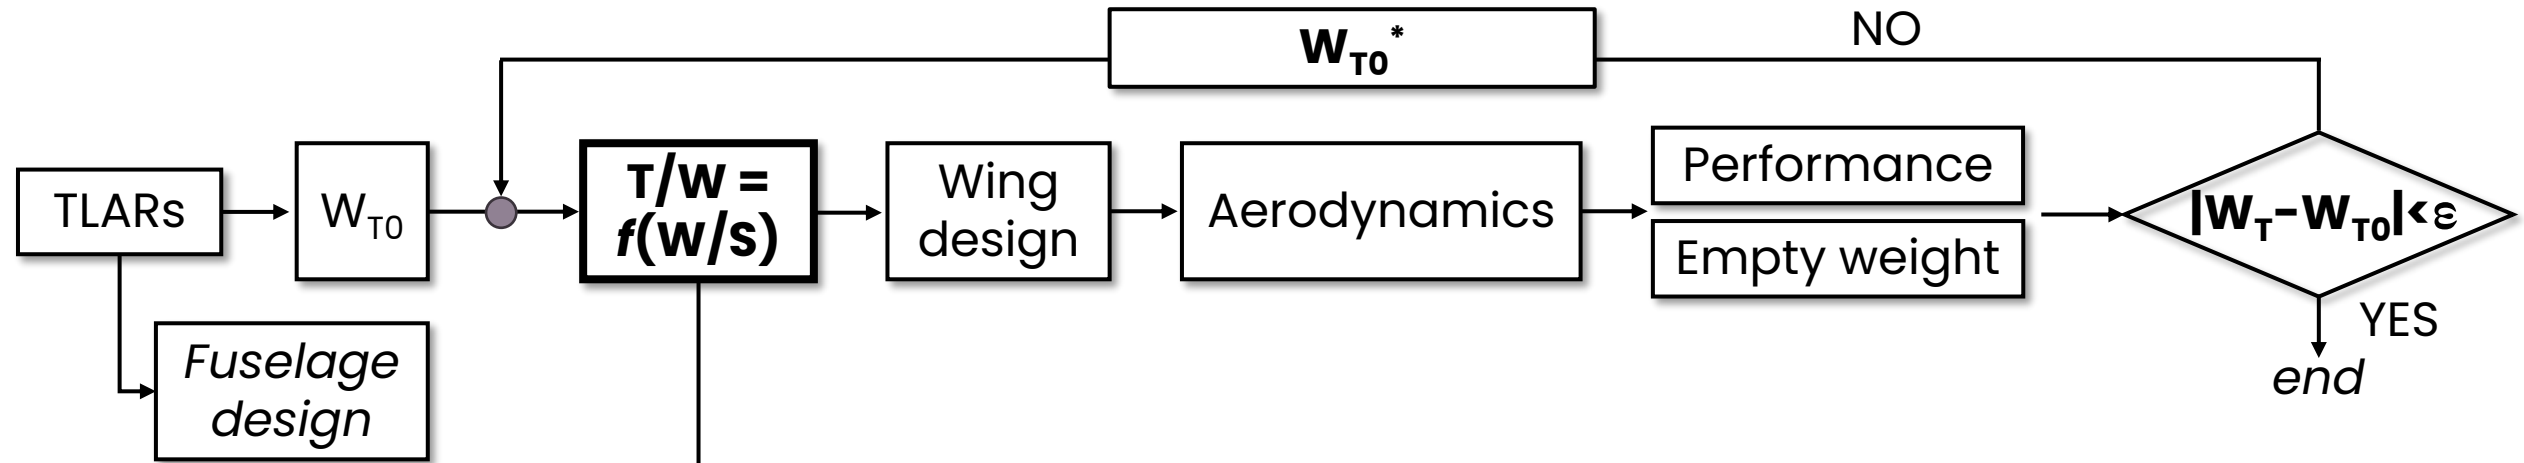 W_T0*
NO
TLARs
W_T0
T/W =
f(W/S)
Wing
design
Aerodynamics
Performance
Empty weight
|W_T-W_T0|<ε
YES
end
Fuselage
design